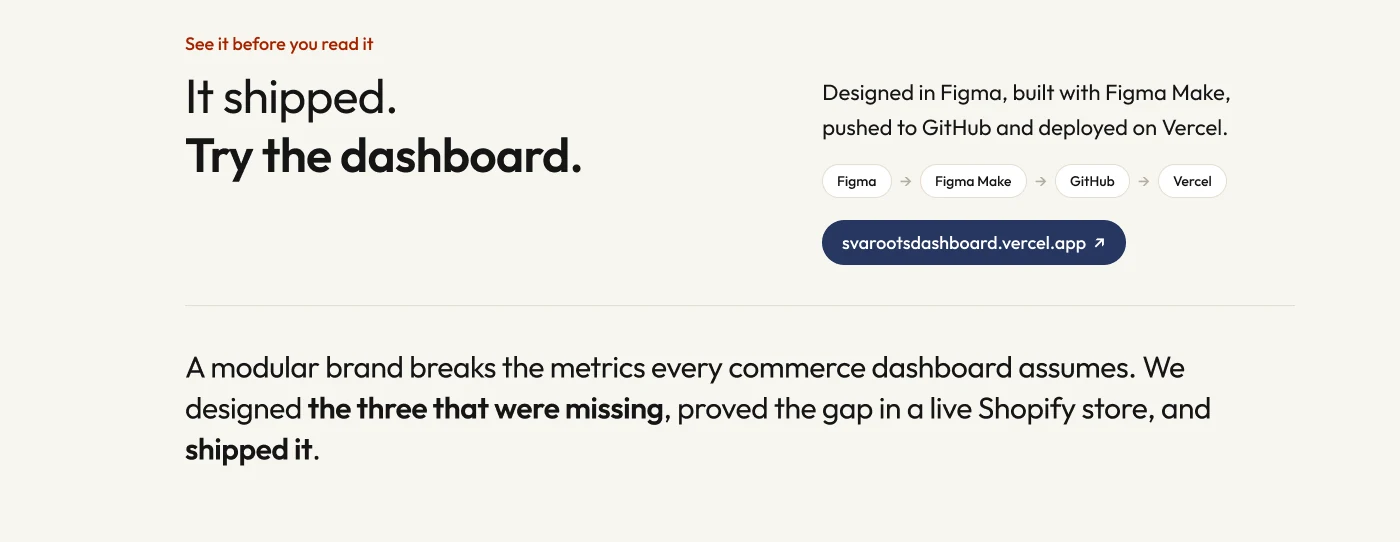 See it before you read it
It shipped.
Try the dashboard.
Designed in Figma, built with Figma Make,
pushed to GitHub and deployed on Vercel.
Figma → Figma Make → GitHub → Vercel
svarootsdashboard.vercel.app ↗
A modular brand breaks the metrics every commerce dashboard assumes. We
designed the three that were missing, proved the gap in a live Shopify store, and
shipped it.